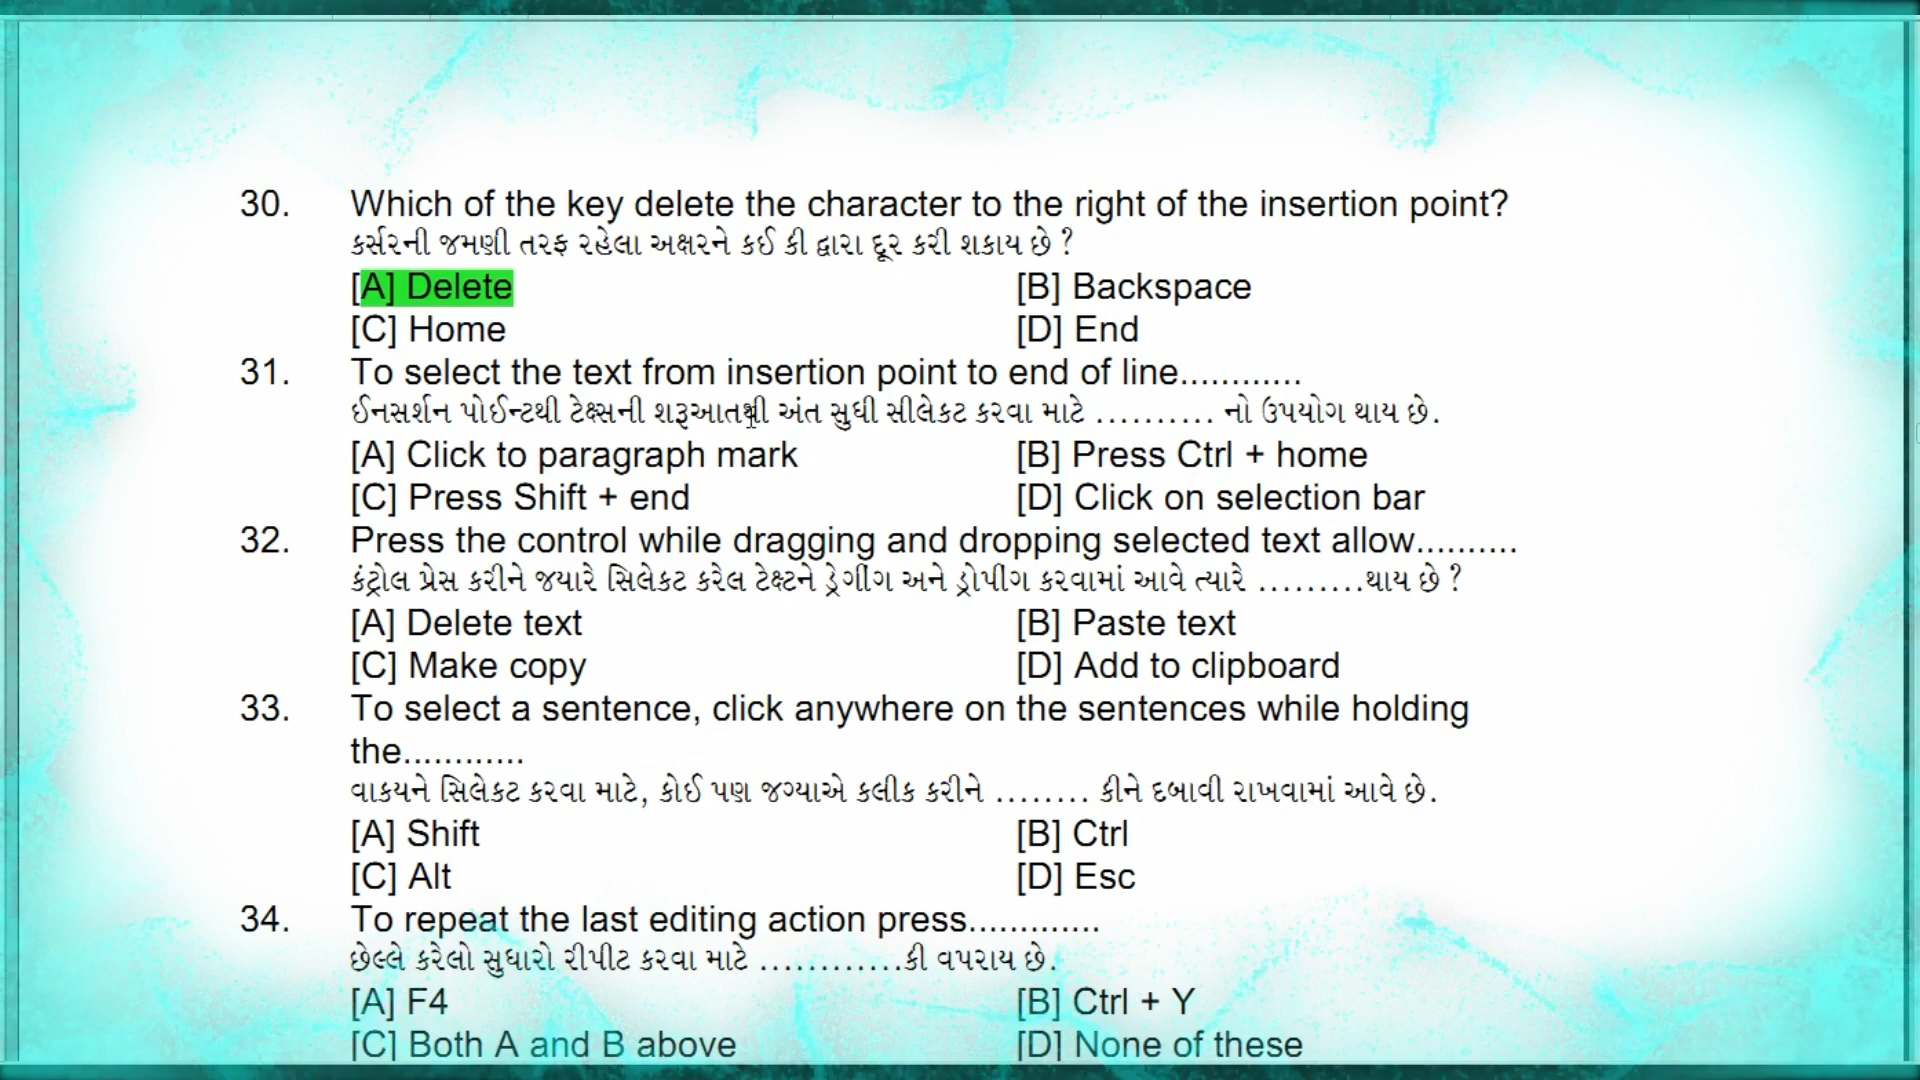 30. Which of the key delete the character to the right of the insertion point?
કર્સરની જમણી તરફ રહેલા અક્ષરને કઈ કી દ્વારા દૂર કરી શકાય છે ?
[A] Delete [B] Backspace
[C] Home [D] End
31. To select the text from insertion point to end of line............
ઈનસર્શન પોઈન્ટથી ટેક્ષ્સની શરૂઆતથી અંત સુધી સીલેકટ કરવા માટે .......... નો ઉપયોગ થાય છે.
[A] Click to paragraph mark [B] Press Ctrl + home
[C] Press Shift + end [D] Click on selection bar
32. Press the control while dragging and dropping selected text allow..........
કંટ્રોલ પ્રેસ કરીને જયારે સિલેકટ કરેલ ટેક્ષ્ટને ડ્રેગીંગ અને ડ્રોપીંગ કરવામાં આવે ત્યારે .........થાય છે ?
[A] Delete text [B] Paste text
[C] Make copy [D] Add to clipboard
33. To select a sentence, click anywhere on the sentences while holding
the............
વાકયને સિલેકટ કરવા માટે, કોઈ પણ જગ્યાએ કલીક કરીને ........ કીને દબાવી રાખવામાં આવે છે.
[A] Shift [B] Ctrl
[C] Alt [D] Esc
34. To repeat the last editing action press.............
છેલ્લે કરેલો સુધારો રીપીટ કરવા માટે ............કી વપરાય છે.
[A] F4 [B] Ctrl + Y
[C] Both A and B above [D] None of these